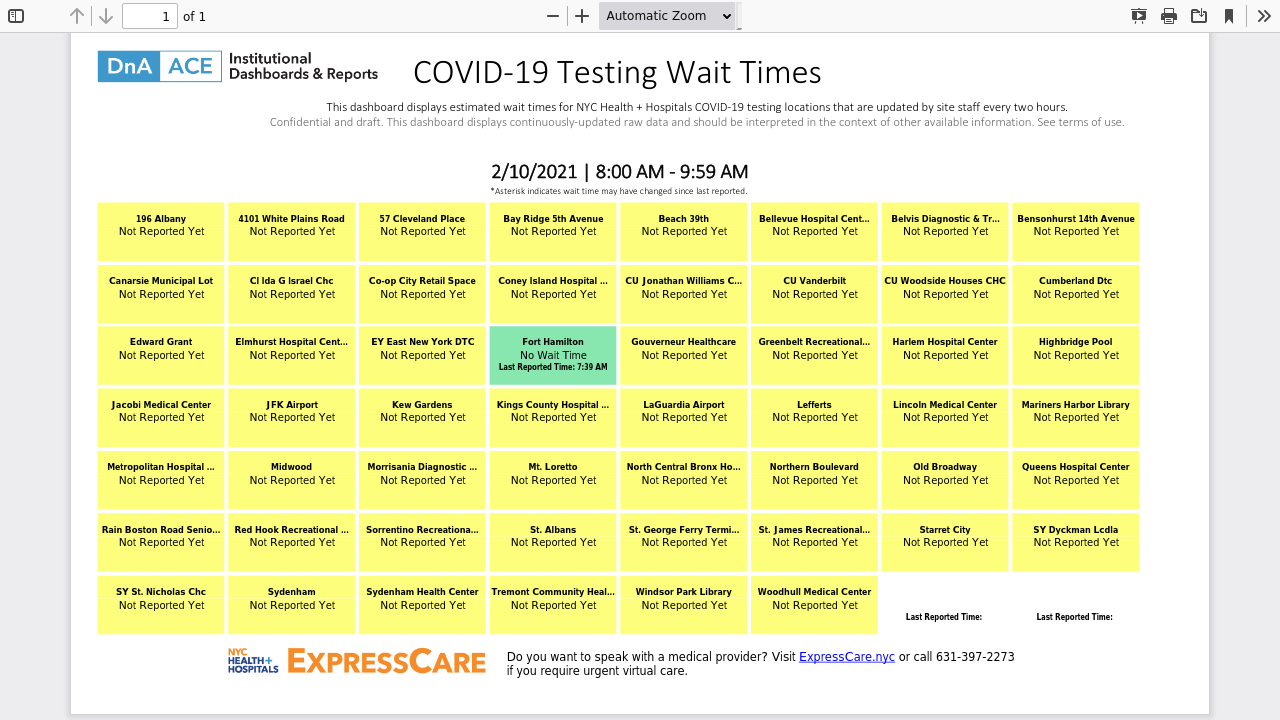 1 of 1 Automatic Zoom
DnA ACE Institutional
Dashboards & Reports
COVID-19 Testing Wait Times
This dashboard displays estimated wait times for NYC Health + Hospitals COVID-19 testing locations that are updated by site staff every two hours.
Confidential and draft. This dashboard displays continuously-updated raw data and should be interpreted in the context of other available information. See terms of use.
2/10/2021 | 8:00 AM - 9:59 AM
*Asterisk indicates wait time may have changed since last reported.
196 Albany 4101 White Plains Road 57 Cleveland Place Bay Ridge 5th Avenue Beach 39th Bellevue Hospital Cent... Belvis Diagnostic & Tr... Bensonhurst 14th Avenue
Not Reported Yet Not Reported Yet Not Reported Yet Not Reported Yet Not Reported Yet Not Reported Yet Not Reported Yet Not Reported Yet
Canarsie Municipal Lot CI Ida G Israel Chc Co-op City Retail Space Coney Island Hospital ... CU Jonathan Williams C... CU Vanderbilt CU Woodside Houses CHC Cumberland Dtc
Not Reported Yet Not Reported Yet Not Reported Yet Not Reported Yet Not Reported Yet Not Reported Yet Not Reported Yet Not Reported Yet
Edward Grant Elmhurst Hospital Cent... EY East New York DTC Fort Hamilton Gouverneur Healthcare Greenbelt Recreational... Harlem Hospital Center Highbridge Pool
Not Reported Yet Not Reported Yet Not Reported Yet No Wait Time Not Reported Yet Not Reported Yet Not Reported Yet Not Reported Yet
Last Reported Time: 7:39 AM
Jacobi Medical Center JFK Airport Kew Gardens Kings County Hospital ... LaGuardia Airport Lefferts Lincoln Medical Center Mariners Harbor Library
Not Reported Yet Not Reported Yet Not Reported Yet Not Reported Yet Not Reported Yet Not Reported Yet Not Reported Yet Not Reported Yet
Metropolitan Hospital ... Midwood Morrisania Diagnostic ... Mt. Loretto North Central Bronx Ho... Northern Boulevard Old Broadway Queens Hospital Center
Not Reported Yet Not Reported Yet Not Reported Yet Not Reported Yet Not Reported Yet Not Reported Yet Not Reported Yet Not Reported Yet
Rain Boston Road Senio... Red Hook Recreational ... Sorrentino Recreationa... St. Albans St. George Ferry Termi... St. James Recreational... Starret City SY Dyckman Lcdla
Not Reported Yet Not Reported Yet Not Reported Yet Not Reported Yet Not Reported Yet Not Reported Yet Not Reported Yet Not Reported Yet
SY St. Nicholas Chc Sydenham Sydenham Health Center Tremont Community Heal... Windsor Park Library Woodhull Medical Center
Not Reported Yet Not Reported Yet Not Reported Yet Not Reported Yet Not Reported Yet Not Reported Yet
Last Reported Time: Last Reported Time:
NYC
HEALTH+
HOSPITALS
EXPRESSCARE
Do you want to speak with a medical provider? Visit ExpressCare.nyc or call 631-397-2273
if you require urgent virtual care.